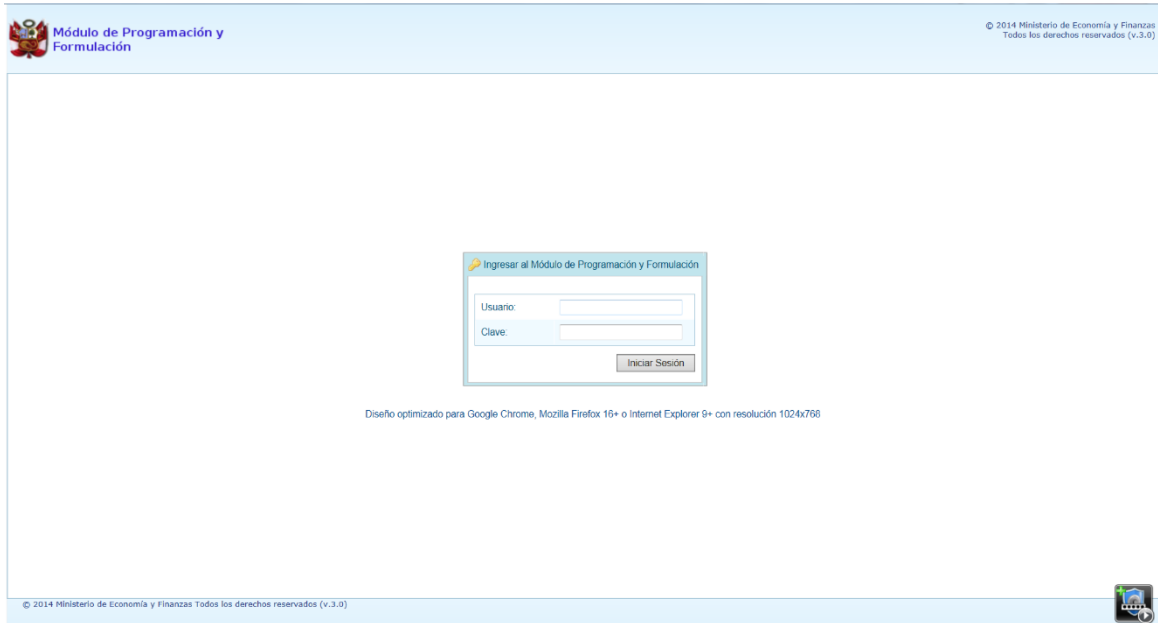 Módulo de Programación y
Formulación
© 2014 Ministerio de Economía y Finanzas
Todos los derechos reservados (v.3.0)
Ingresar al Módulo de Programación y Formulación
Usuario:
Clave:
Iniciar Sesión
Diseño optimizado para Google Chrome, Mozilla Firefox 16+ o Internet Explorer 9+ con resolución 1024x768
© 2014 Ministerio de Economía y Finanzas Todos los derechos reservados (v.3.0)